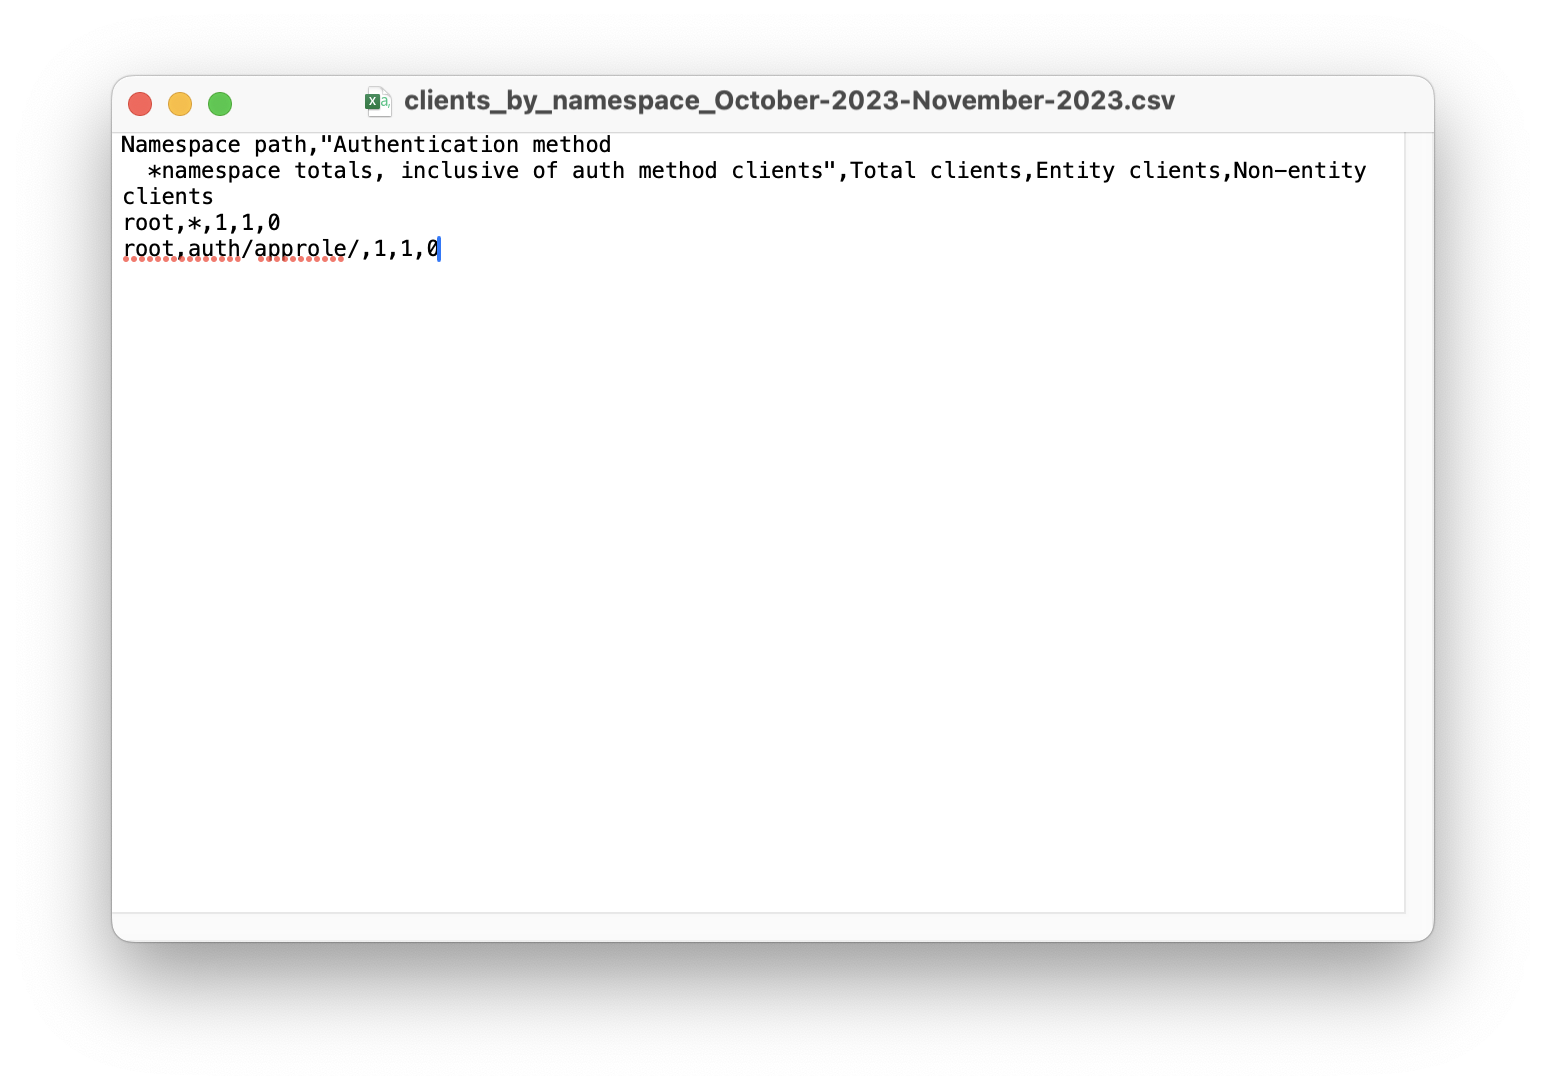 clients_by_namespace_October-2023-November-2023.csv
Namespace path,"Authentication method
  *namespace totals, inclusive of auth method clients",Total clients,Entity clients,Non-entity
clients
root,*,1,1,0
root,auth/approle/,1,1,0